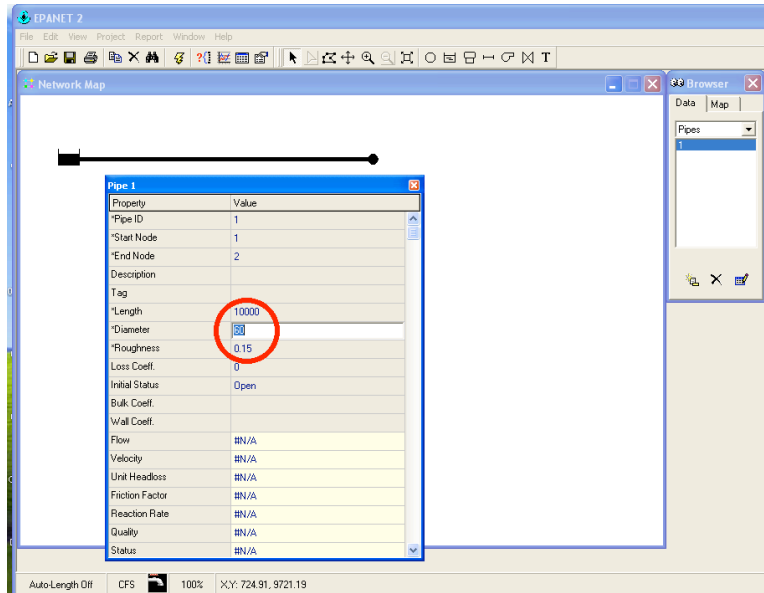 EPANET 2
File Edit View Project Report Window Help
T
Network Map
Browser
Data Map
Pipes
1
Pipe 1
Property Value
*Pipe ID 1
*Start Node 1
*End Node 2
Description
Tag
*Length 10000
*Diameter 60
*Roughness 0.15
Loss Coeff. 0
Initial Status Open
Bulk Coeff.
Wall Coeff.
Flow #N/A
Velocity #N/A
Unit Headloss #N/A
Friction Factor #N/A
Reaction Rate #N/A
Quality #N/A
Status #N/A
Auto-Length Off CFS 100% X,Y: 724.91, 9721.19